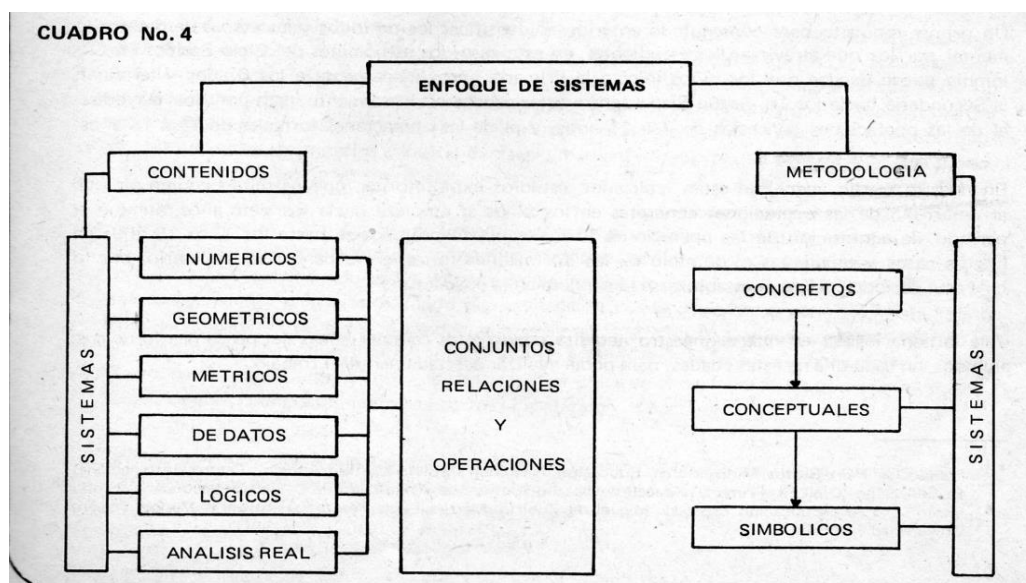 CUADRO No. 4
ENFOQUE DE SISTEMAS
CONTENIDOS
METODOLOGIA
SISTEMAS
NUMERICOS
GEOMETRICOS
METRICOS
DE DATOS
LOGICOS
ANALISIS REAL
CONJUNTOS
RELACIONES
Y
OPERACIONES
CONCRETOS
CONCEPTUALES
SIMBOLICOS
SISTEMAS